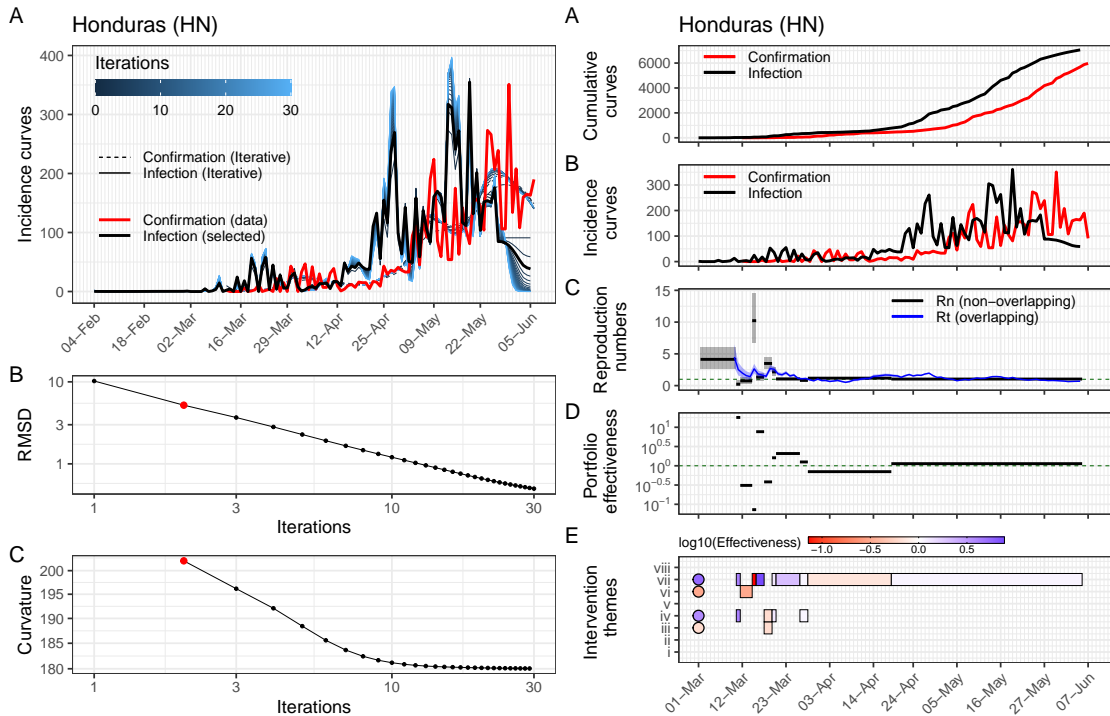 A
Honduras (HN)
Iterations
0 10 20 30
Confirmation (Iterative)
Infection (Iterative)
Confirmation (data)
Infection (selected)
Incidence curves
400
300
200
100
0
04−Feb 18−Feb 02−Mar 16−Mar 29−Mar 12−Apr 25−Apr 09−May 22−May 05−Jun
B
RMSD
10
3
1
1 3 10 30
Iterations
C
Curvature
200
195
190
185
180
1 3 10 30
Iterations
A
Honduras (HN)
Cumulative
curves
6000
4000
2000
0
Confirmation
Infection
B
Incidence
curves
300
200
100
0
Confirmation
Infection
C
Reproduction
numbers
15
10
5
0
Rn (non−overlapping)
Rt (overlapping)
D
Portfolio
effectiveness
10^1
10^0.5
10^0
10^−0.5
10^−1
E
log10(Effectiveness)
−1.0 −0.5 0 0.5
Intervention
themes
viii
vii
vi
v
iv
iii
ii
i
01−Mar 12−Mar 23−Mar 03−Apr 14−Apr 24−Apr 05−May 16−May 27−May 07−Jun